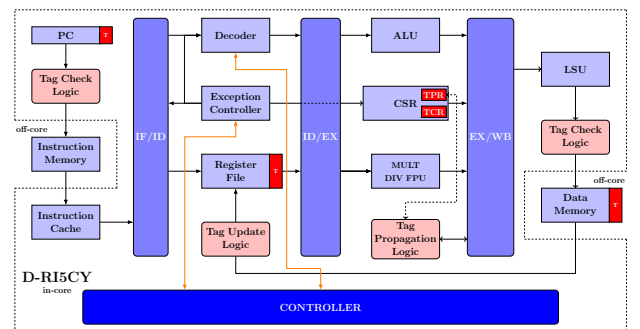 PC
T
Tag Check
Logic
off-core
Instruction
Memory
Instruction
Cache
D-RI5CY
in-core
IF/ID
Decoder
Exception
Controller
Register
File
T
Tag Update
Logic
ID/EX
ALU
CSR
TPR
TCR
MULT
DIV FPU
Tag
Propagation
Logic
EX/WB
LSU
Tag Check
Logic
off-core
Data
Memory
T
CONTROLLER